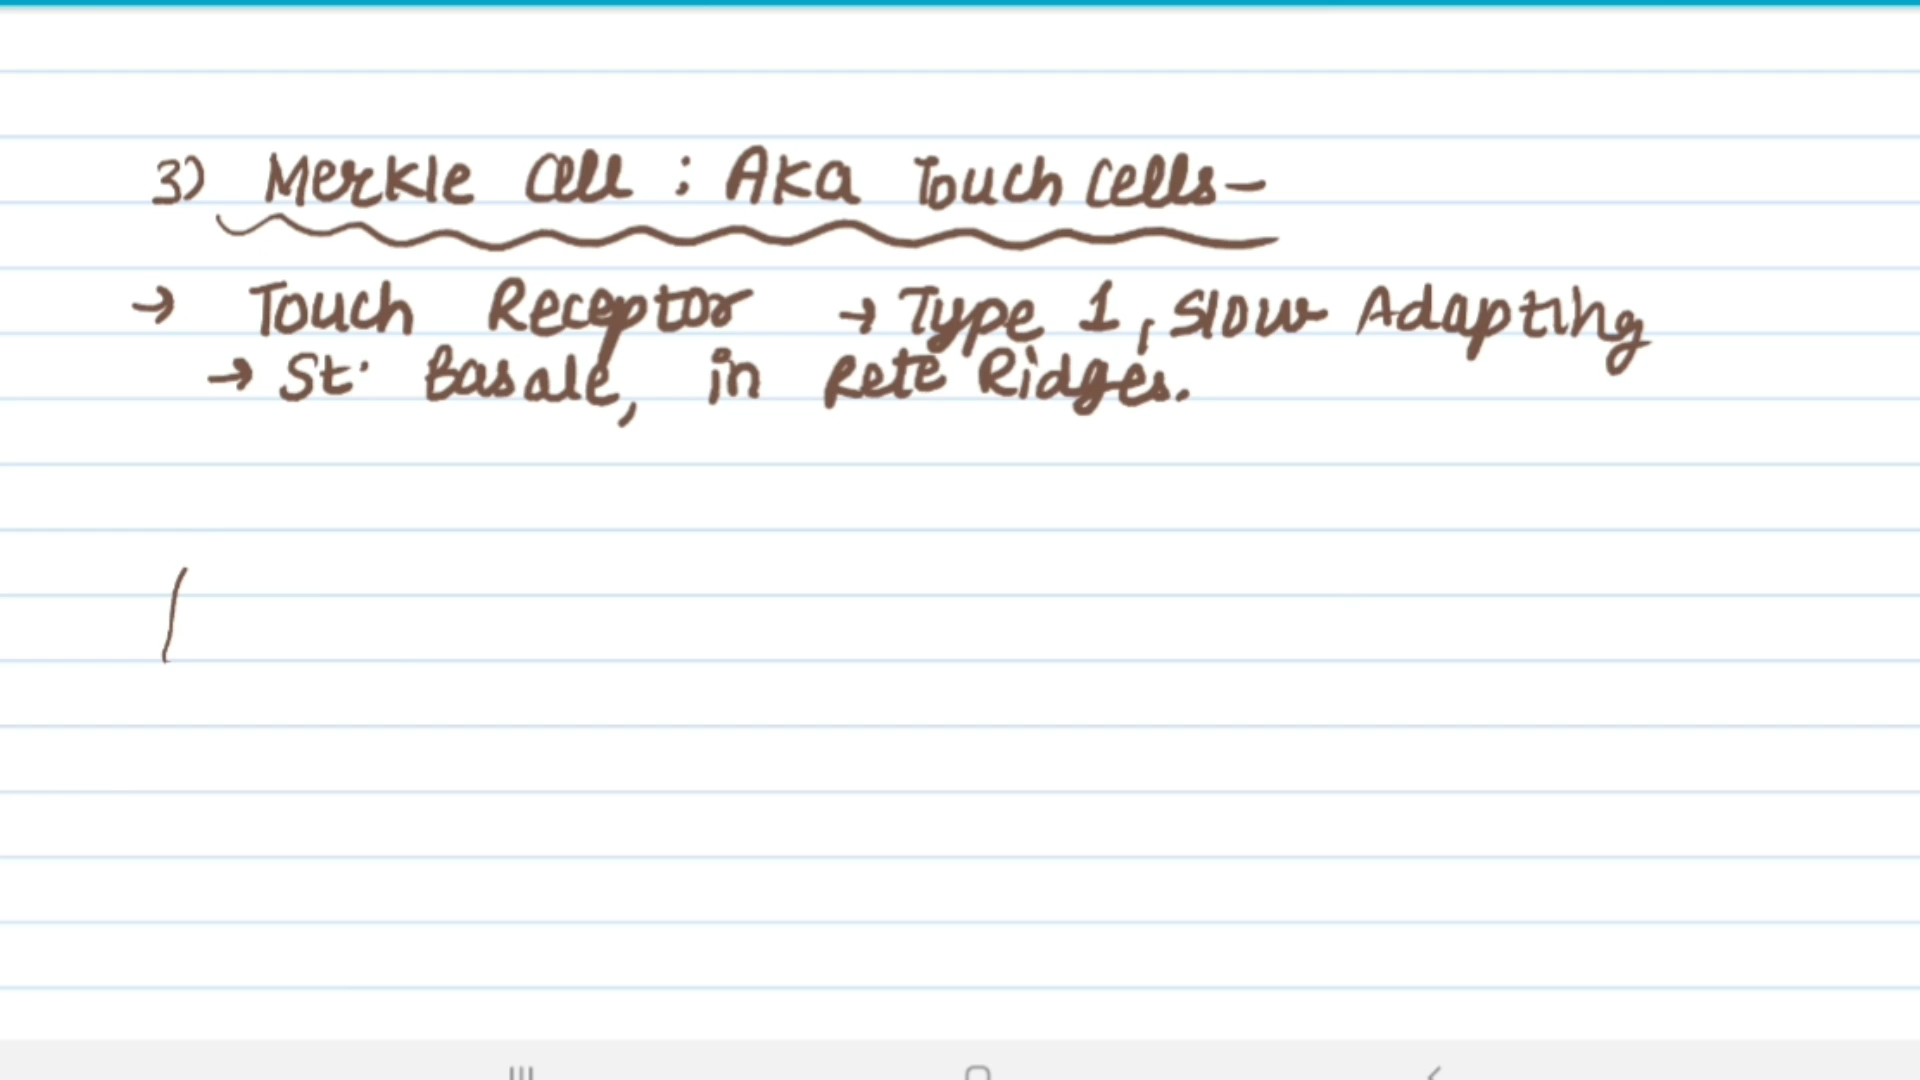 3) Merkle Cell : Aka Touch Cells-
→ Touch Receptor → Type 1, Slow Adapting
→ St. Basale, in Rete Ridges.